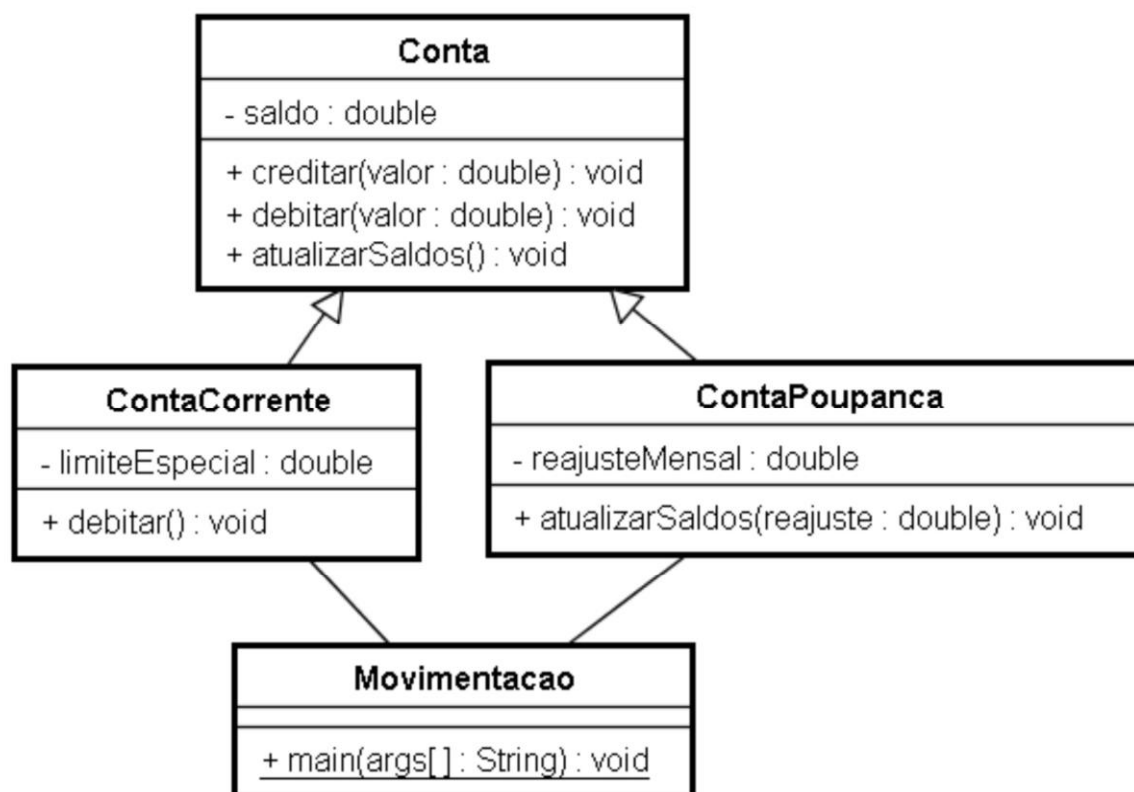 Conta
- saldo : double
+ creditar(valor : double) : void
+ debitar(valor : double) : void
+ atualizarSaldos() : void
ContaCorrente
- limiteEspecial : double
+ debitar() : void
ContaPoupanca
- reajusteMensal : double
+ atualizarSaldos(reajuste : double) : void
Movimentacao
+ main(args[ ] : String) : void